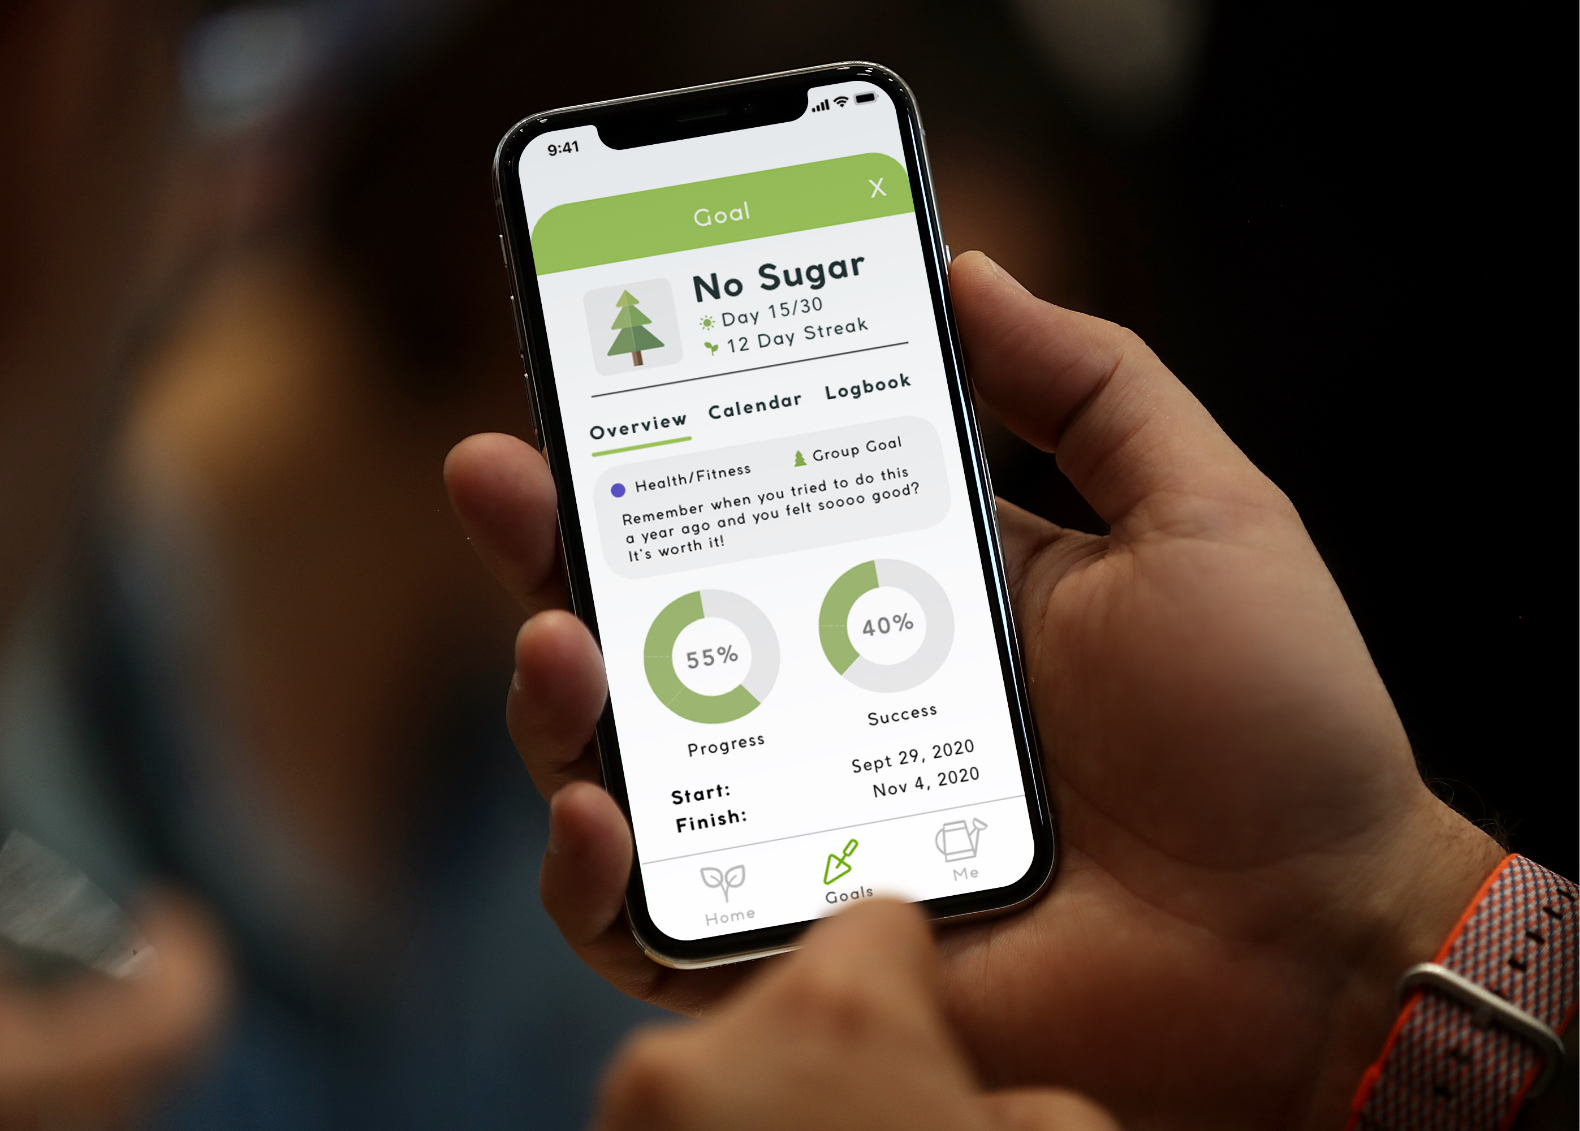 9:41
Goal
X
No Sugar
Day 15/30
12 Day Streak
Overview Calendar Logbook
Health/Fitness Group Goal
Remember when you tried to do this
a year ago and you felt soooo good?
It's worth it!
55% 40%
Progress Success
Start: Sept 29, 2020
Finish: Nov 4, 2020
Home Goals Me